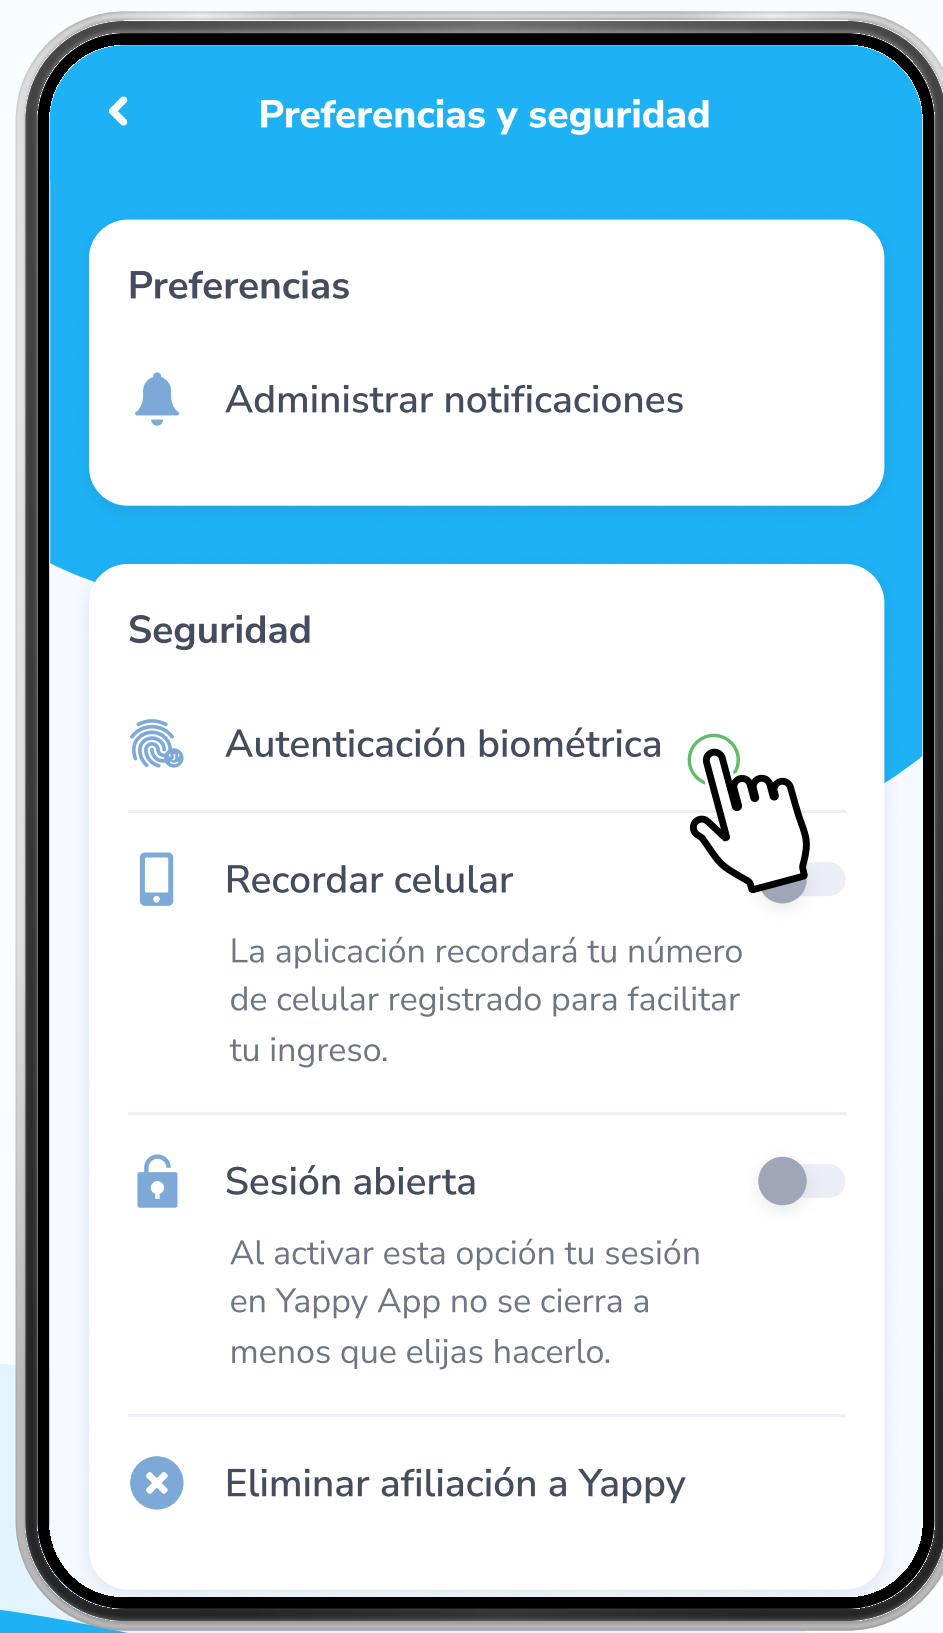 Preferencias y seguridad
Preferencias
Administrar notificaciones
Seguridad
Autenticación biométrica
Recordar celular
La aplicación recordará tu número
de celular registrado para facilitar
tu ingreso.
Sesión abierta
Al activar esta opción tu sesión
en Yappy App no se cierra a
menos que elijas hacerlo.
Eliminar afiliación a Yappy